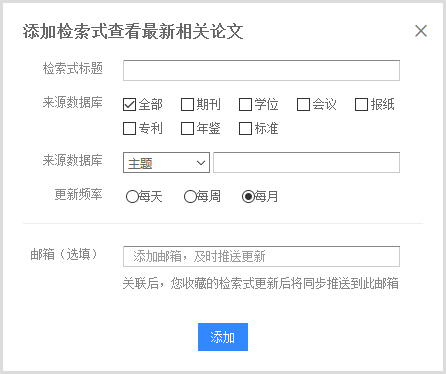 添加检索式查看最新相关论文
检索式标题
来源数据库 全部 期刊 学位 会议 报纸
专利 年鉴 标准
来源数据库 主题
更新频率 每天 每周 每月
邮箱（选填） 添加邮箱，及时推送更新
关联后，您收藏的检索式更新后将同步推送到此邮箱
添加